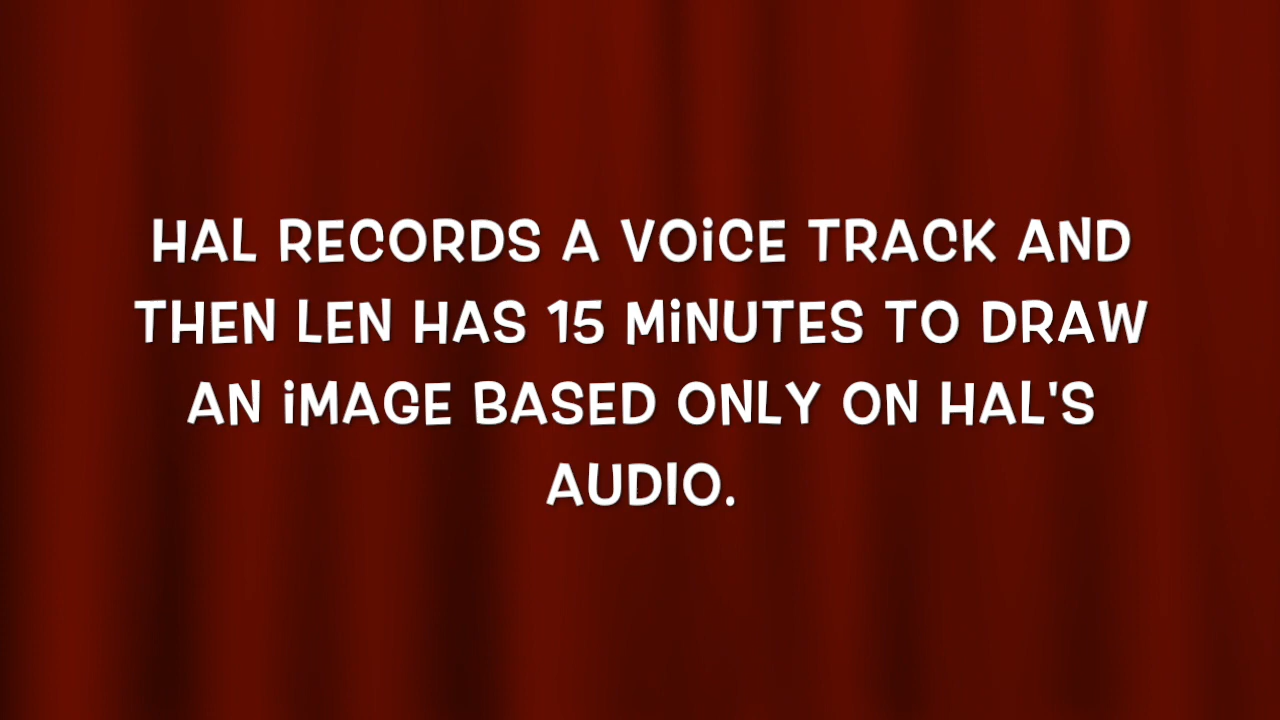 HAL RECORDS A VOiCE TRACK AND
THEN LEN HAS 15 MiNUTES TO DRAW
AN iMAGE BASED ONLY ON HAL'S
AUDIO.